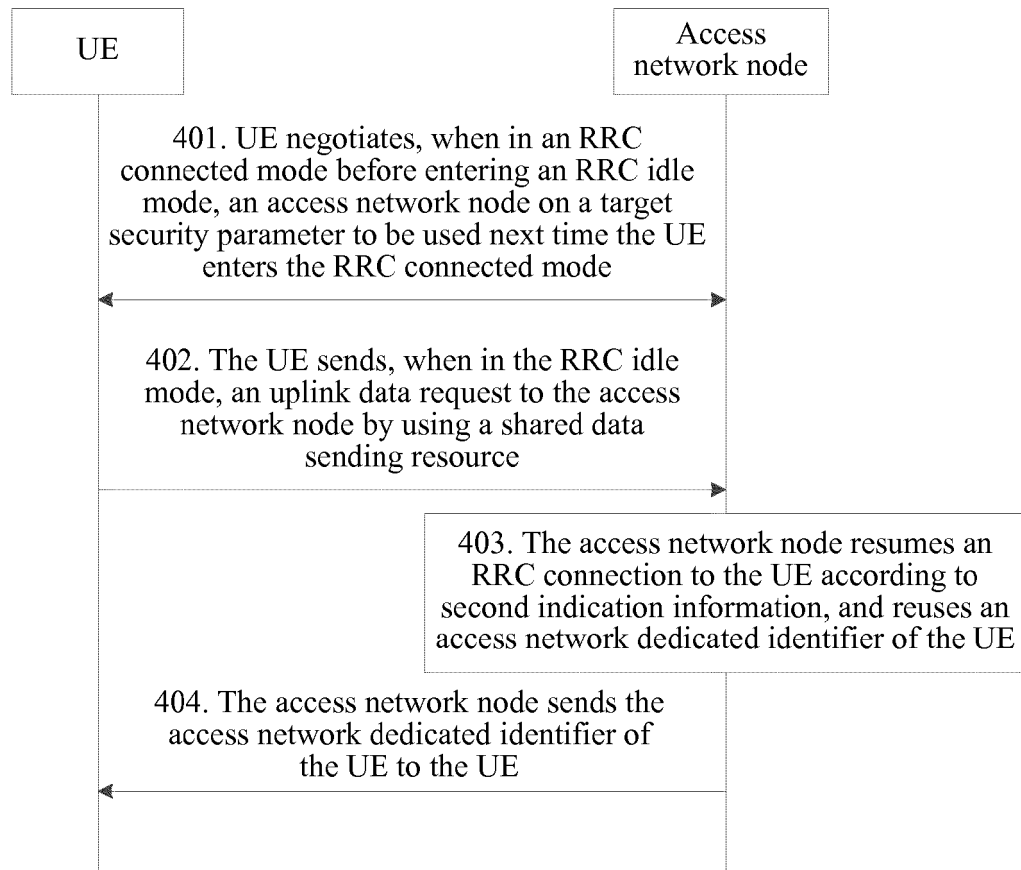 UE
Access
network node
401. UE negotiates, when in an RRC
connected mode before entering an RRC idle
mode, an access network node on a target
security parameter to be used next time the UE
enters the RRC connected mode
402. The UE sends, when in the RRC idle
mode, an uplink data request to the access
network node by using a shared data
sending resource
403. The access network node resumes an
RRC connection to the UE according to
second indication information, and reuses an
access network dedicated identifier of the UE
404. The access network node sends the
access network dedicated identifier of
the UE to the UE